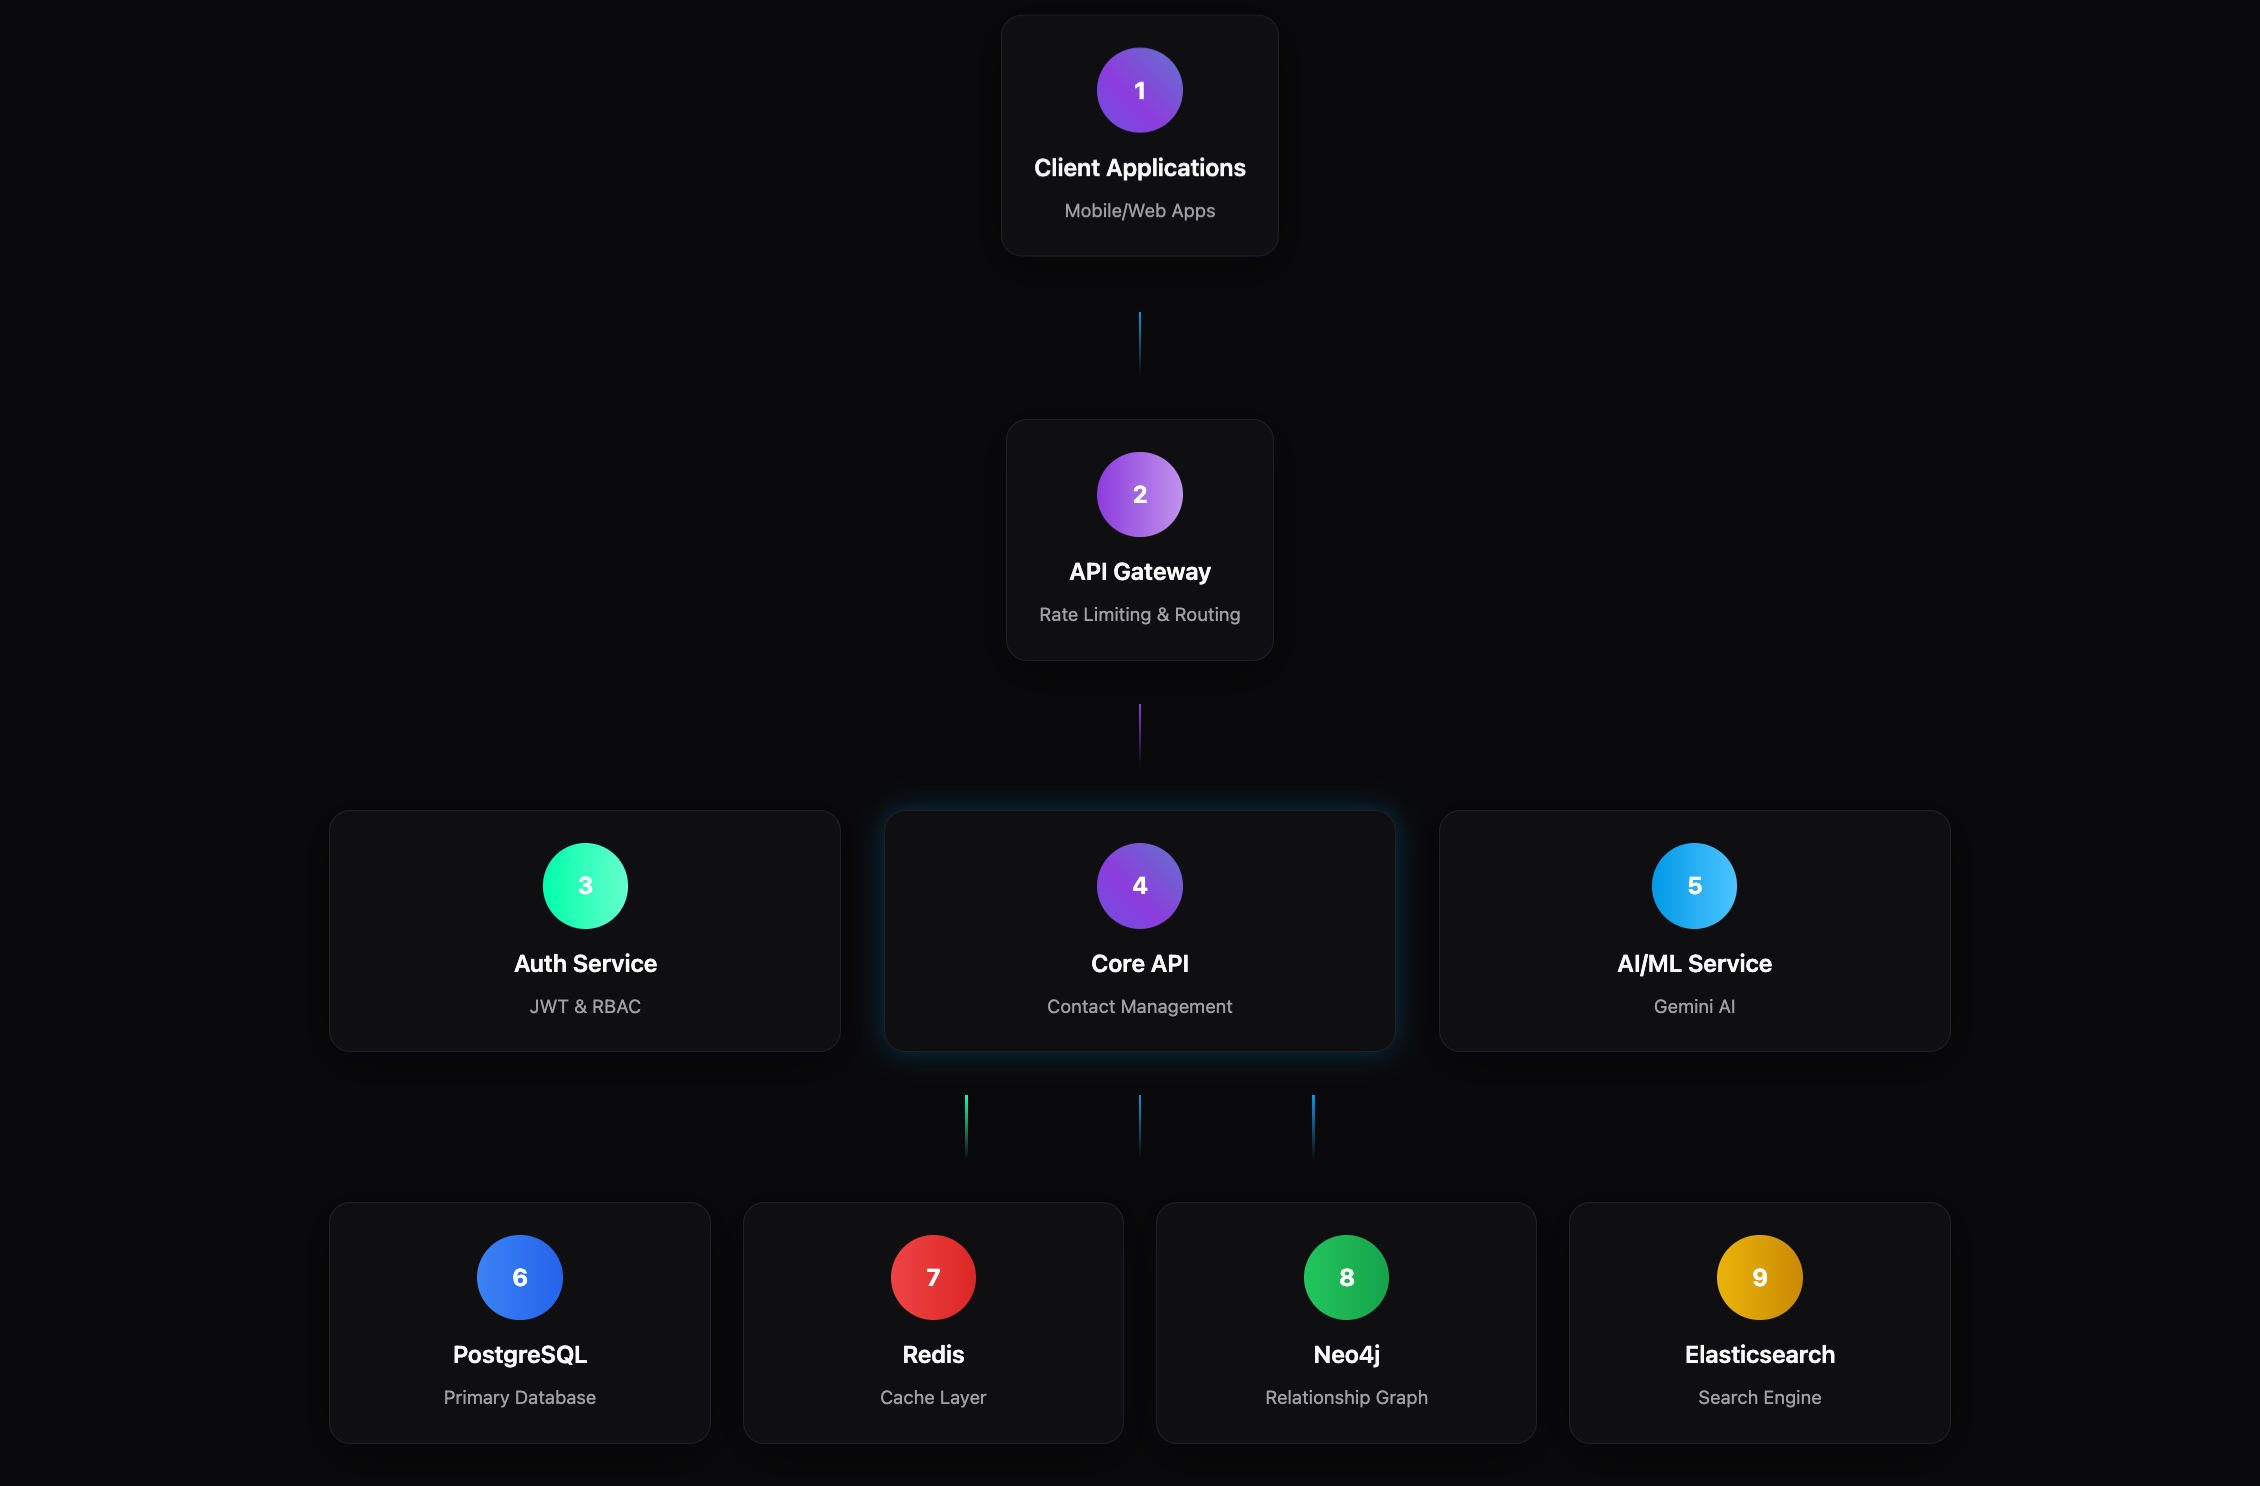 1
Client Applications
Mobile/Web Apps
2
API Gateway
Rate Limiting & Routing
3
Auth Service
JWT & RBAC
4
Core API
Contact Management
5
AI/ML Service
Gemini AI
6
PostgreSQL
Primary Database
7
Redis
Cache Layer
8
Neo4j
Relationship Graph
9
Elasticsearch
Search Engine